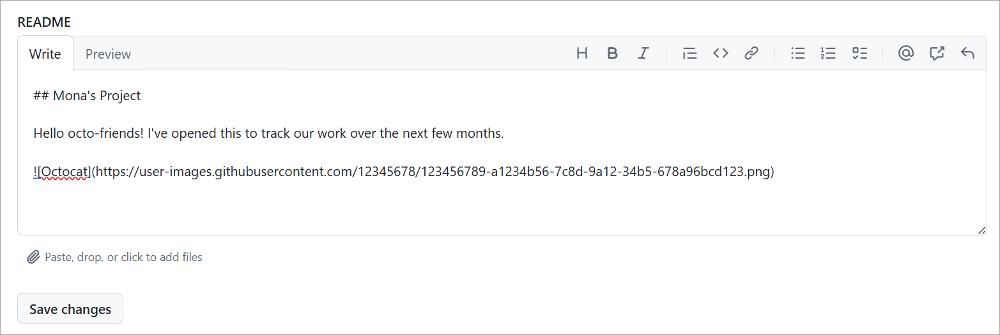 README
Write Preview
## Mona's Project
Hello octo-friends! I've opened this to track our work over the next few months.
![Octocat](https://user-images.githubusercontent.com/12345678/123456789-a1234b56-7c8d-9a12-34b5-678a96bcd123.png)
Paste, drop, or click to add files
Save changes